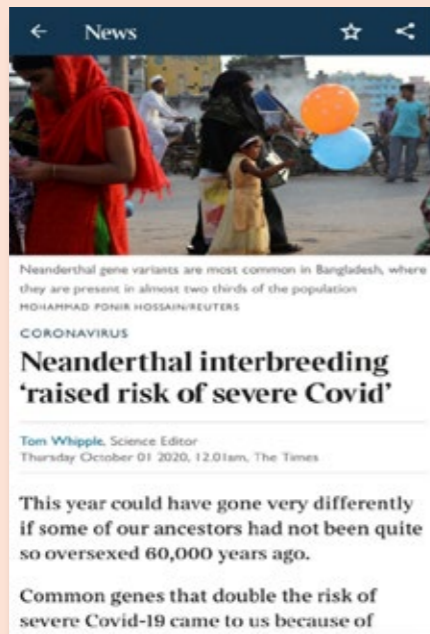 News
Neanderthal gene variants are most common in Bangladesh, where
they are present in almost two thirds of the population
MOHAMMAD PONIR HOSSAIN/REUTERS
CORONAVIRUS
Neanderthal interbreeding
‘raised risk of severe Covid’
Tom Whipple, Science Editor
Thursday October 01 2020, 12.01am, The Times
This year could have gone very differently
if some of our ancestors had not been quite
so oversexed 60,000 years ago.
Common genes that double the risk of
severe Covid-19 came to us because of